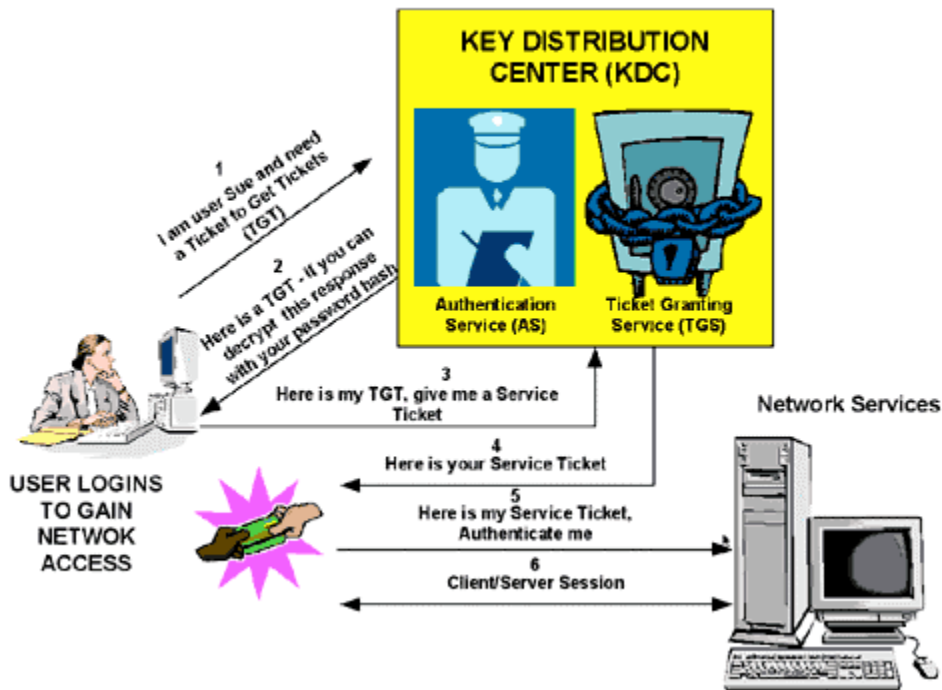 KEY DISTRIBUTION
CENTER (KDC)
Authentication
Service (AS)
Ticket Granting
Service (TGS)
1
I am user Sue and need
a Ticket to Get Tickets
(TGT)
2
Here is a TGT - if you can
decrypt this response
with your password hash
3
Here is my TGT, give me a Service
Ticket
4
Here is your Service Ticket
5
Here is my Service Ticket,
Authenticate me
6
Client/Server Session
USER LOGINS
TO GAIN
NETWOK
ACCESS
Network Services